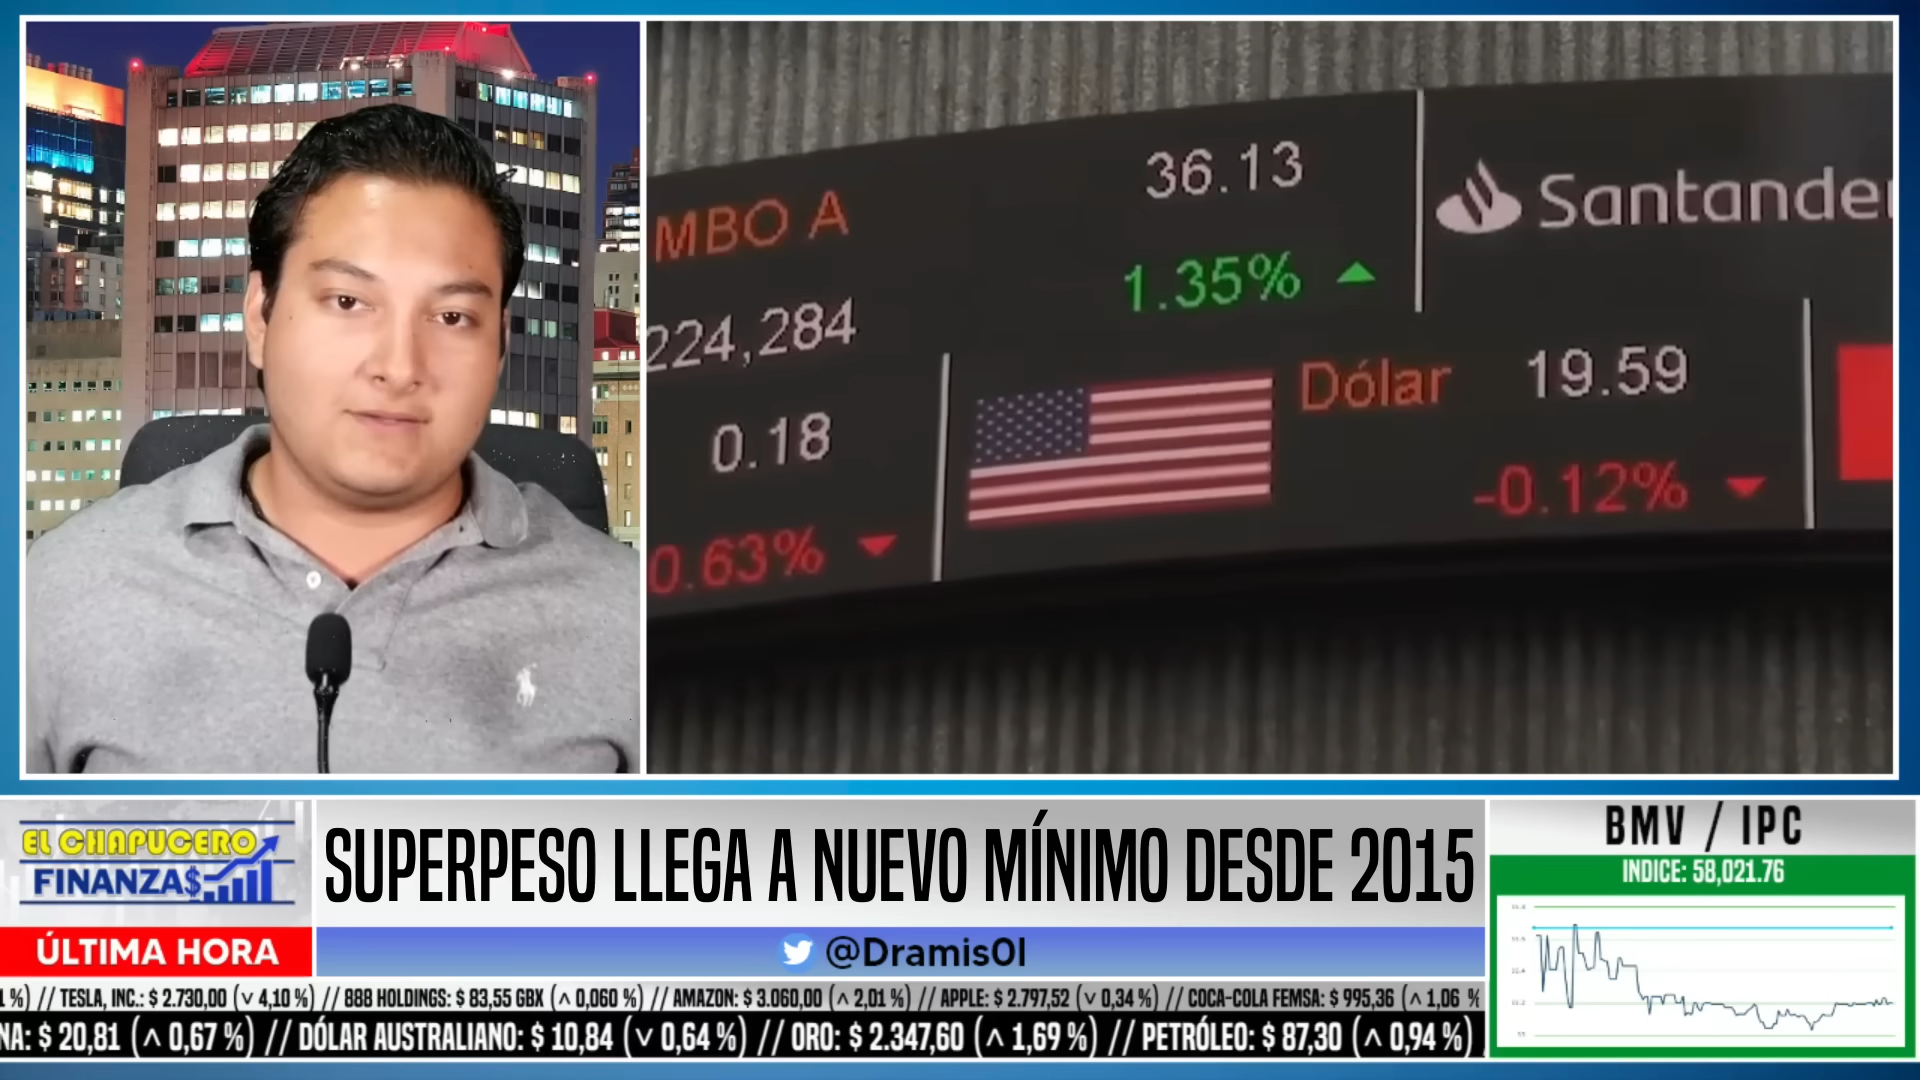 MBO A
36.13
Santander
224,284
1.35%
0.18
Dólar
19.59
0.63%
-0.12%
EL CHAPUCERO
FINANZA$
ÚLTIMA HORA
SUPERPESO LLEGA A NUEVO MÍNIMO DESDE 2015
@Dramis01
BMV / IPC
INDICE: 58,021.76
%) // TESLA, INC.: $ 2.730,00 (v 4,10 %) // 888 HOLDINGS: $ 83,55 GBX (^ 0,060 %) // AMAZON: $ 3.060,00 (^ 2,01 %) // APPLE: $ 2.797,52 (v 0,34 %) // COCA-COLA FEMSA: $ 995,36 (^ 1,06 %
NA: $ 20,81 (^ 0,67 %) // DÓLAR AUSTRALIANO: $ 10,84 (v 0,64 %) // ORO: $ 2.347,60 (^ 1,69 %) // PETRÓLEO: $ 87,30 (^ 0,94 %)